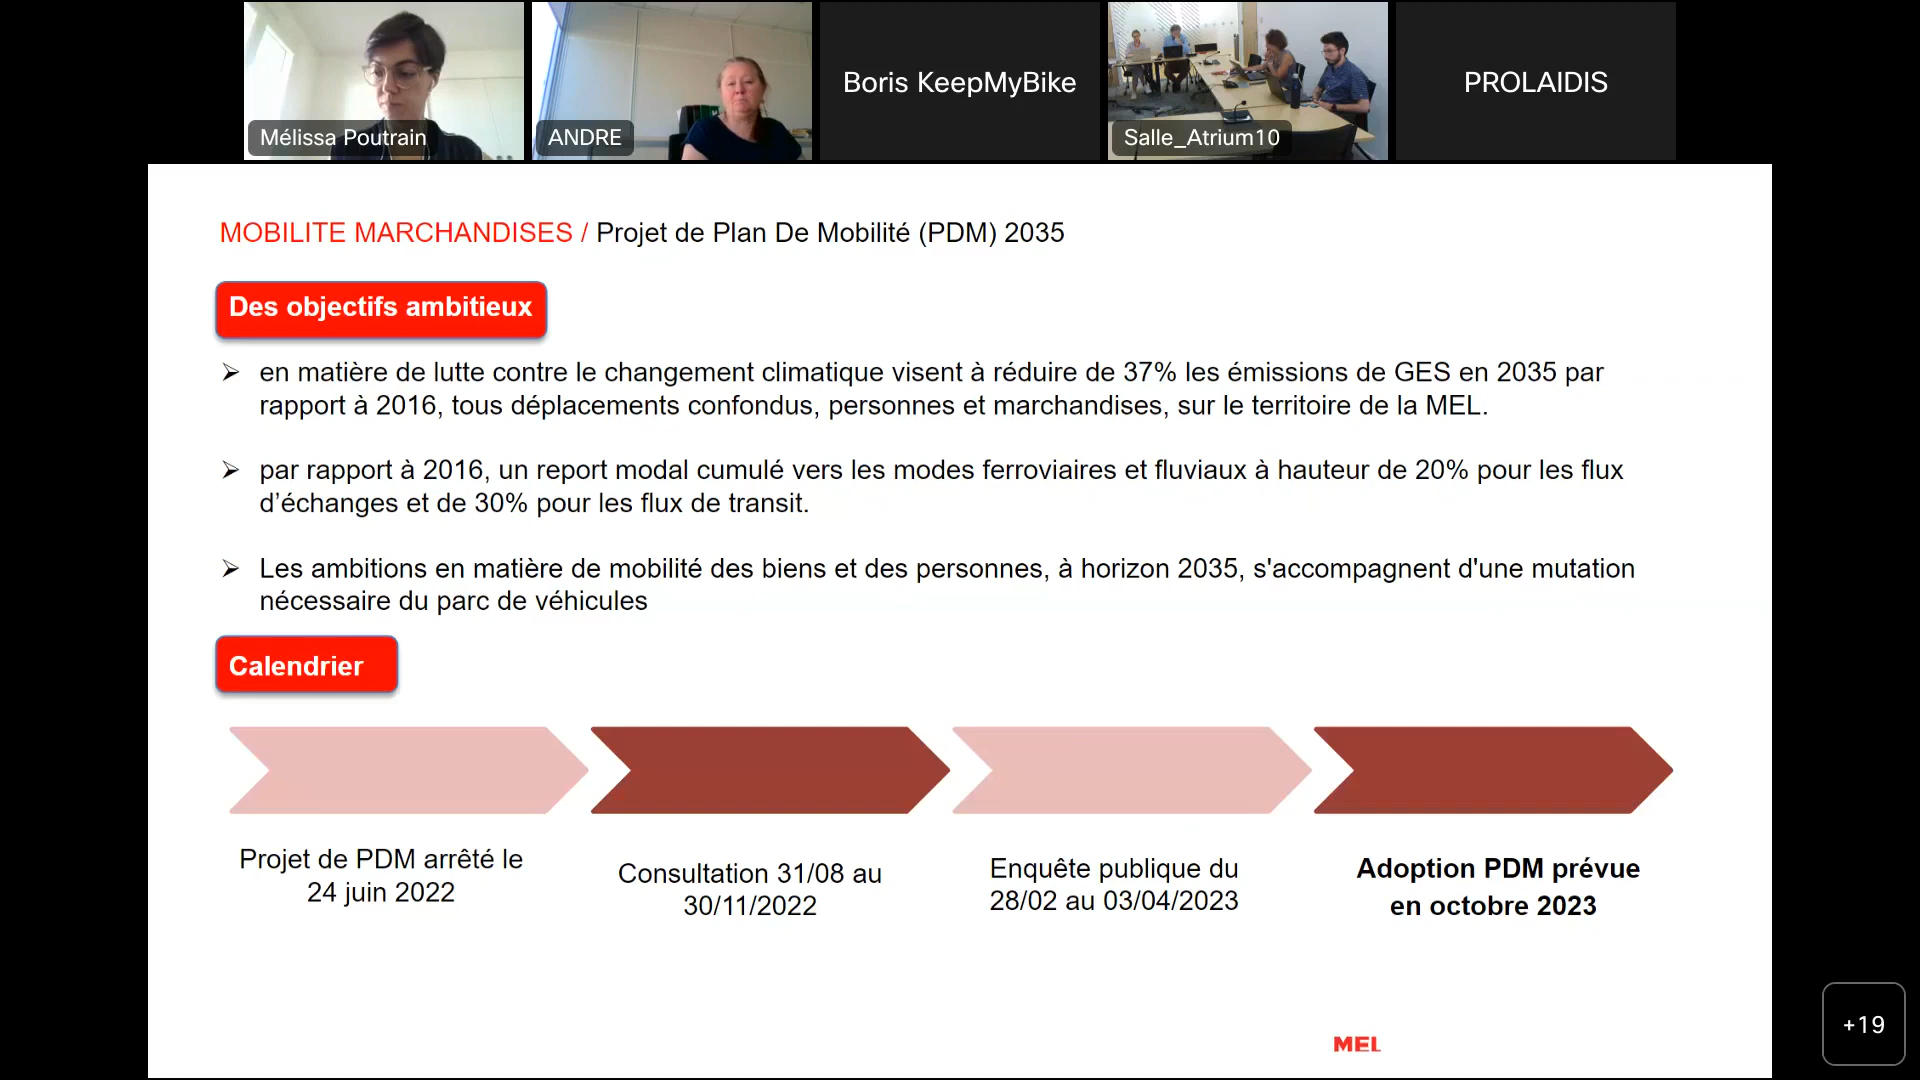 Mélissa Poutrain
ANDRE
Boris KeepMyBike
Salle_Atrium10
PROLAIDIS
MOBILITE MARCHANDISES / Projet de Plan De Mobilité (PDM) 2035
Des objectifs ambitieux
➢ en matière de lutte contre le changement climatique visent à réduire de 37% les émissions de GES en 2035 par
rapport à 2016, tous déplacements confondus, personnes et marchandises, sur le territoire de la MEL.
➢ par rapport à 2016, un report modal cumulé vers les modes ferroviaires et fluviaux à hauteur de 20% pour les flux
d’échanges et de 30% pour les flux de transit.
➢ Les ambitions en matière de mobilité des biens et des personnes, à horizon 2035, s'accompagnent d'une mutation
nécessaire du parc de véhicules
Calendrier
Projet de PDM arrêté le
24 juin 2022
Consultation 31/08 au
30/11/2022
Enquête publique du
28/02 au 03/04/2023
Adoption PDM prévue
en octobre 2023
MEL
+19